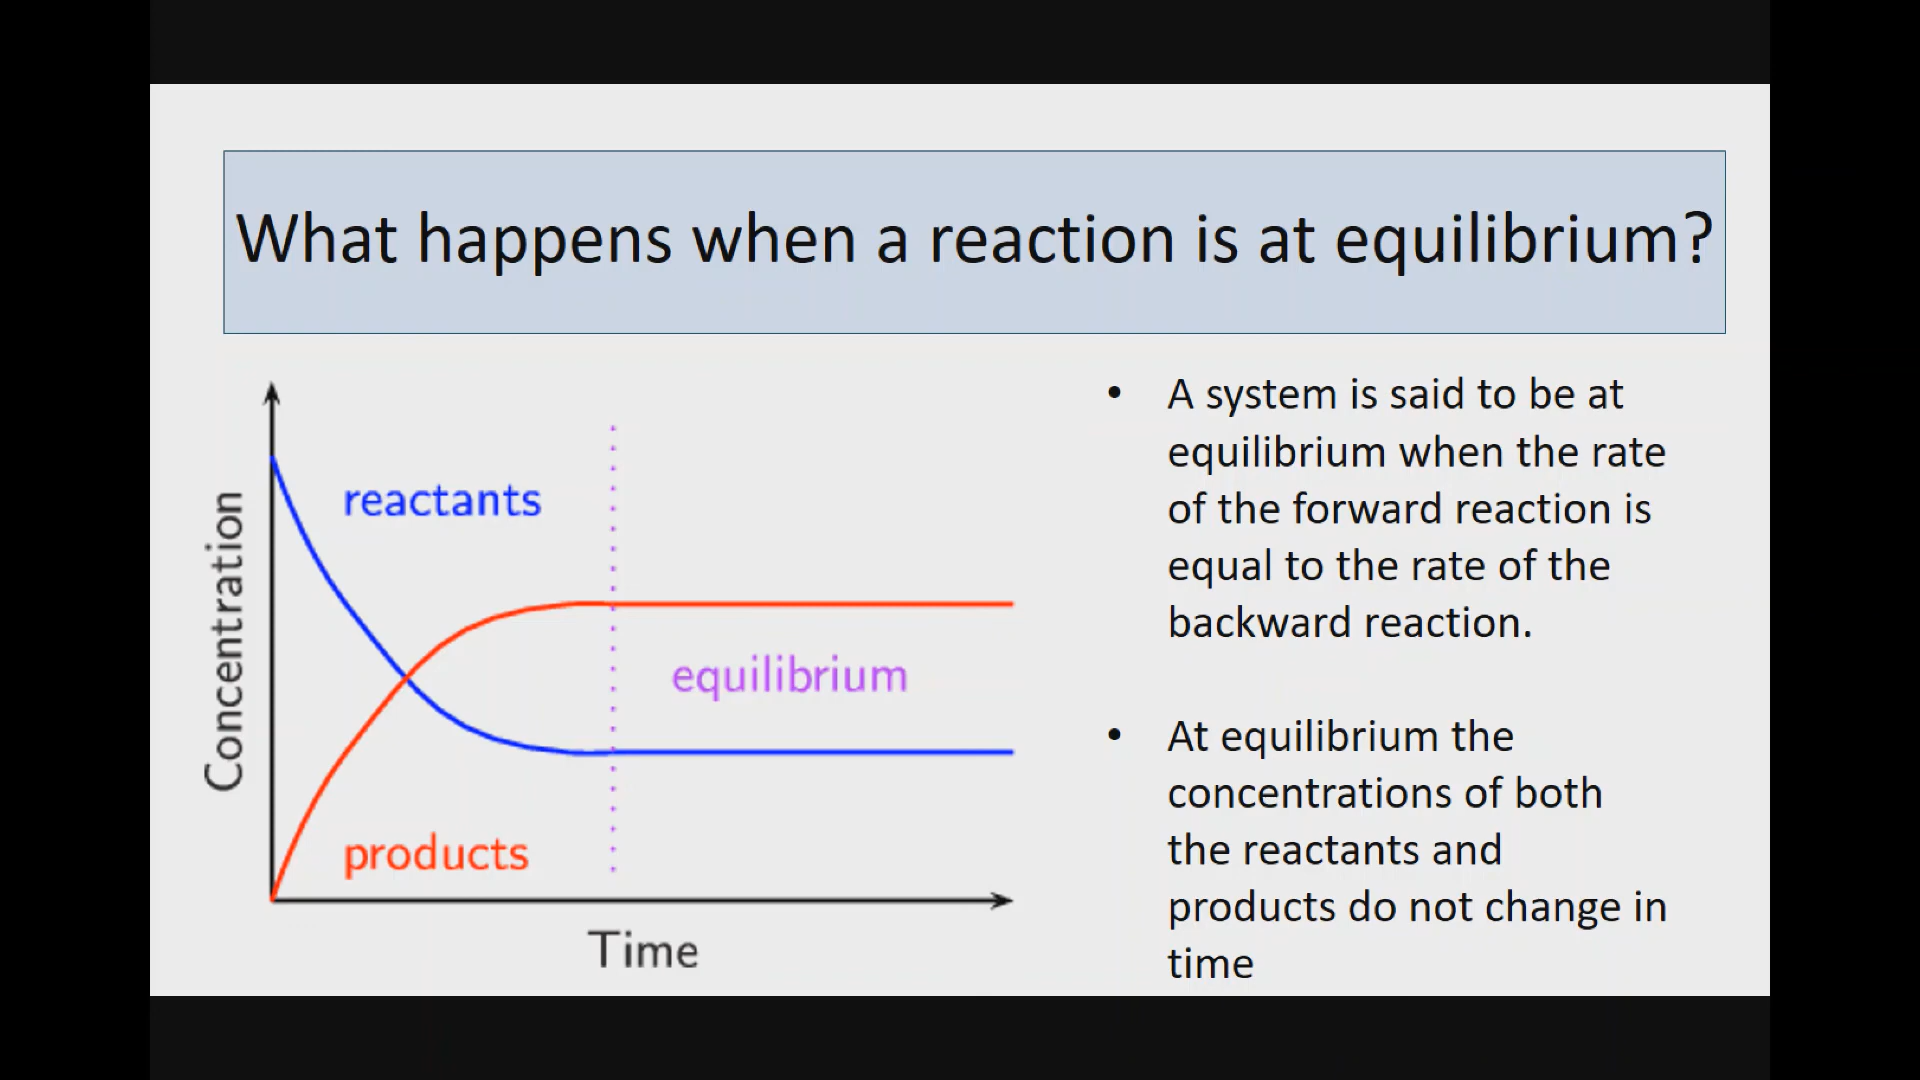 What happens when a reaction is at equilibrium?
Concentration
reactants
equilibrium
products
Time
• A system is said to be at
equilibrium when the rate
of the forward reaction is
equal to the rate of the
backward reaction.
• At equilibrium the
concentrations of both
the reactants and
products do not change in
time